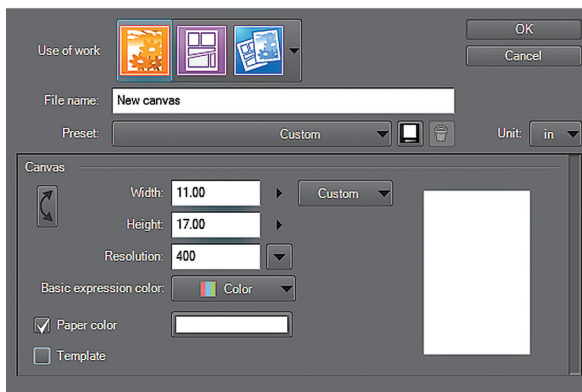 OK
Use of work
Cancel
File name: New canvas
Preset: Custom Unit: in
Canvas
Width: 11.00 Custom
Height: 17.00
Resolution: 400
Basic expression color: Color
Paper color
Template